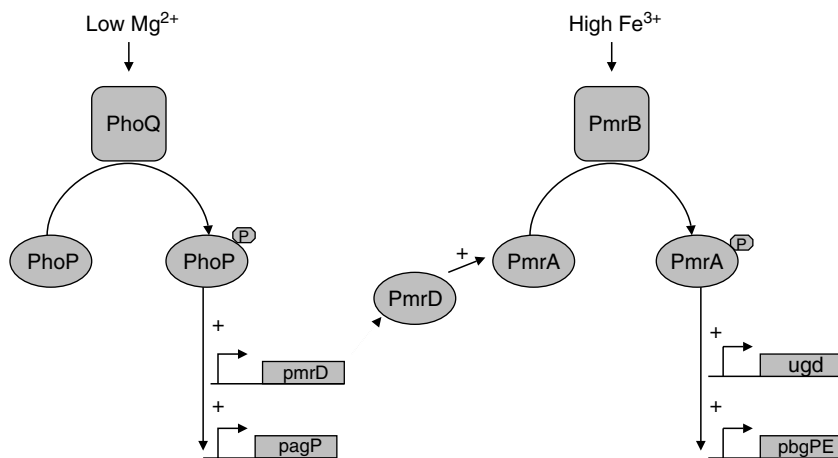 Low Mg²⁺
High Fe³⁺
PhoQ
PmrB
P
P
PhoP
PhoP
+
PmrA
PmrA
PmrD
+
+
pmrD
ugd
+
+
pagP
pbgPE